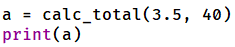 a = calc_total(3.5, 40)
print(a)